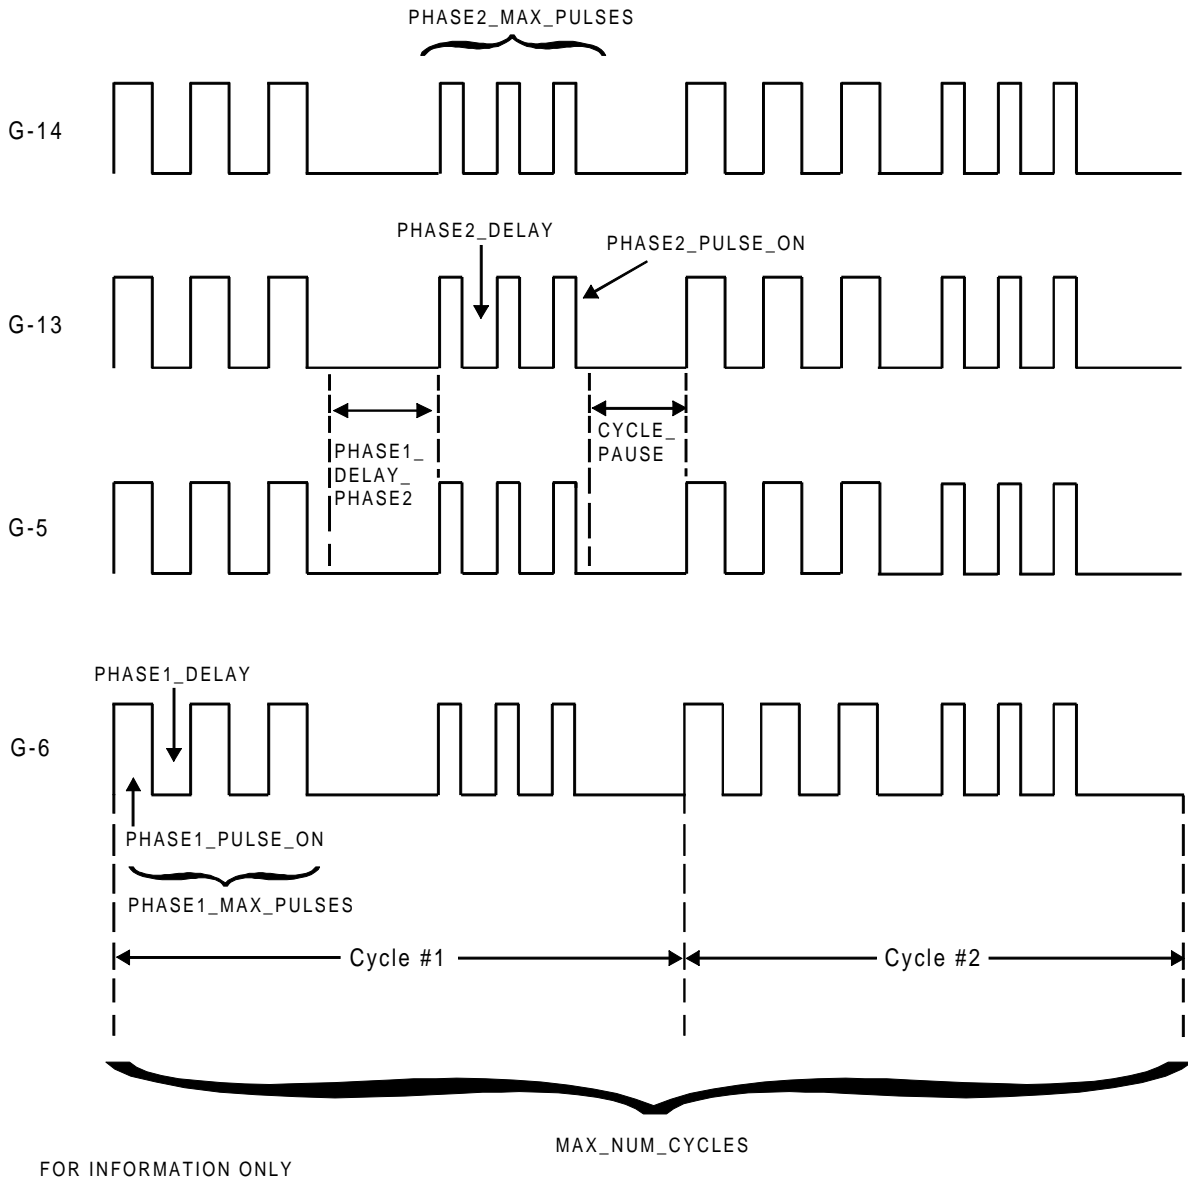 PHASE2_MAX_PULSES
G-14
PHASE2_DELAY
PHASE2_PULSE_ON
G-13
PHASE1_
DELAY_
PHASE2
CYCLE_
PAUSE
G-5
PHASE1_DELAY
G-6
PHASE1_PULSE_ON
PHASE1_MAX_PULSES
Cycle #1
Cycle #2
MAX_NUM_CYCLES
FOR INFORMATION ONLY